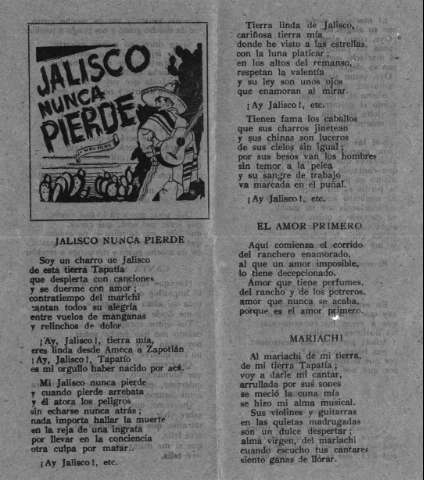 JALISCO
NUNCA
PIERDE
JALISCO NUNCA PIERDE
Soy un charro de Jalisco
de esta tierra Tapatía
que despierta con canciones
y se duerme con amor;
contratiempo del marichi
cantan todos su alegría
entre vuelos de manganas
y relinchos de dolor.
¡Ay, Jalisco!, tierra mía,
eres linda desde Ameca a Zapotlán
¡Ay, Jalisco!, Tapatío
es mi orgullo haber nacido por acá.
Mi Jalisco nunca pierde
y cuando pierde arrebata
y él atora los peligros
sin echarse nunca atrás;
nada importa hallar la muerte
en la reja de una ingrata
por llevar en la conciencia
otra culpa por matar.
¡Ay Jalisco!, etc.
Tierra linda de Jalisco,
cariñosa tierra mía
donde he visto a las estrellas
con la luna platicar;
en los altos del remanso,
respetan la valentía
y su ley son unos ojos
que enamoran al mirar.
¡Ay Jalisco!, etc.
Tienen fama los caballos
que sus charros jinetean
y sus chinas son luceros
de sus cielos sin igual;
por sus besos van los hombres
sin temor a la pelea
y su sangre de trabajo
va marcada en el puñal.
¡Ay Jalisco!, etc.
EL AMOR PRIMERO
Aquí comienza el corrido
del ranchero enamorado,
al que un amor imposible,
lo tiene decepcionado.
Amor que tiene perfumes,
del rancho y de los potreros,
amor que nunca se acaba,
porque es el amor primero.
MARIACHI
Al mariachi de mi tierra,
de mi tierra Tapatía;
voy a darle mi cantar,
arrullada por sus sones
se meció la cuna mía
se hizo mi alma musical.
Sus violines y guitarras
en las quietas madrugadas
son un dulce despertar;
alma virgen, del mariachi
cuando escucho tus cantares
siento ganas de llorar.